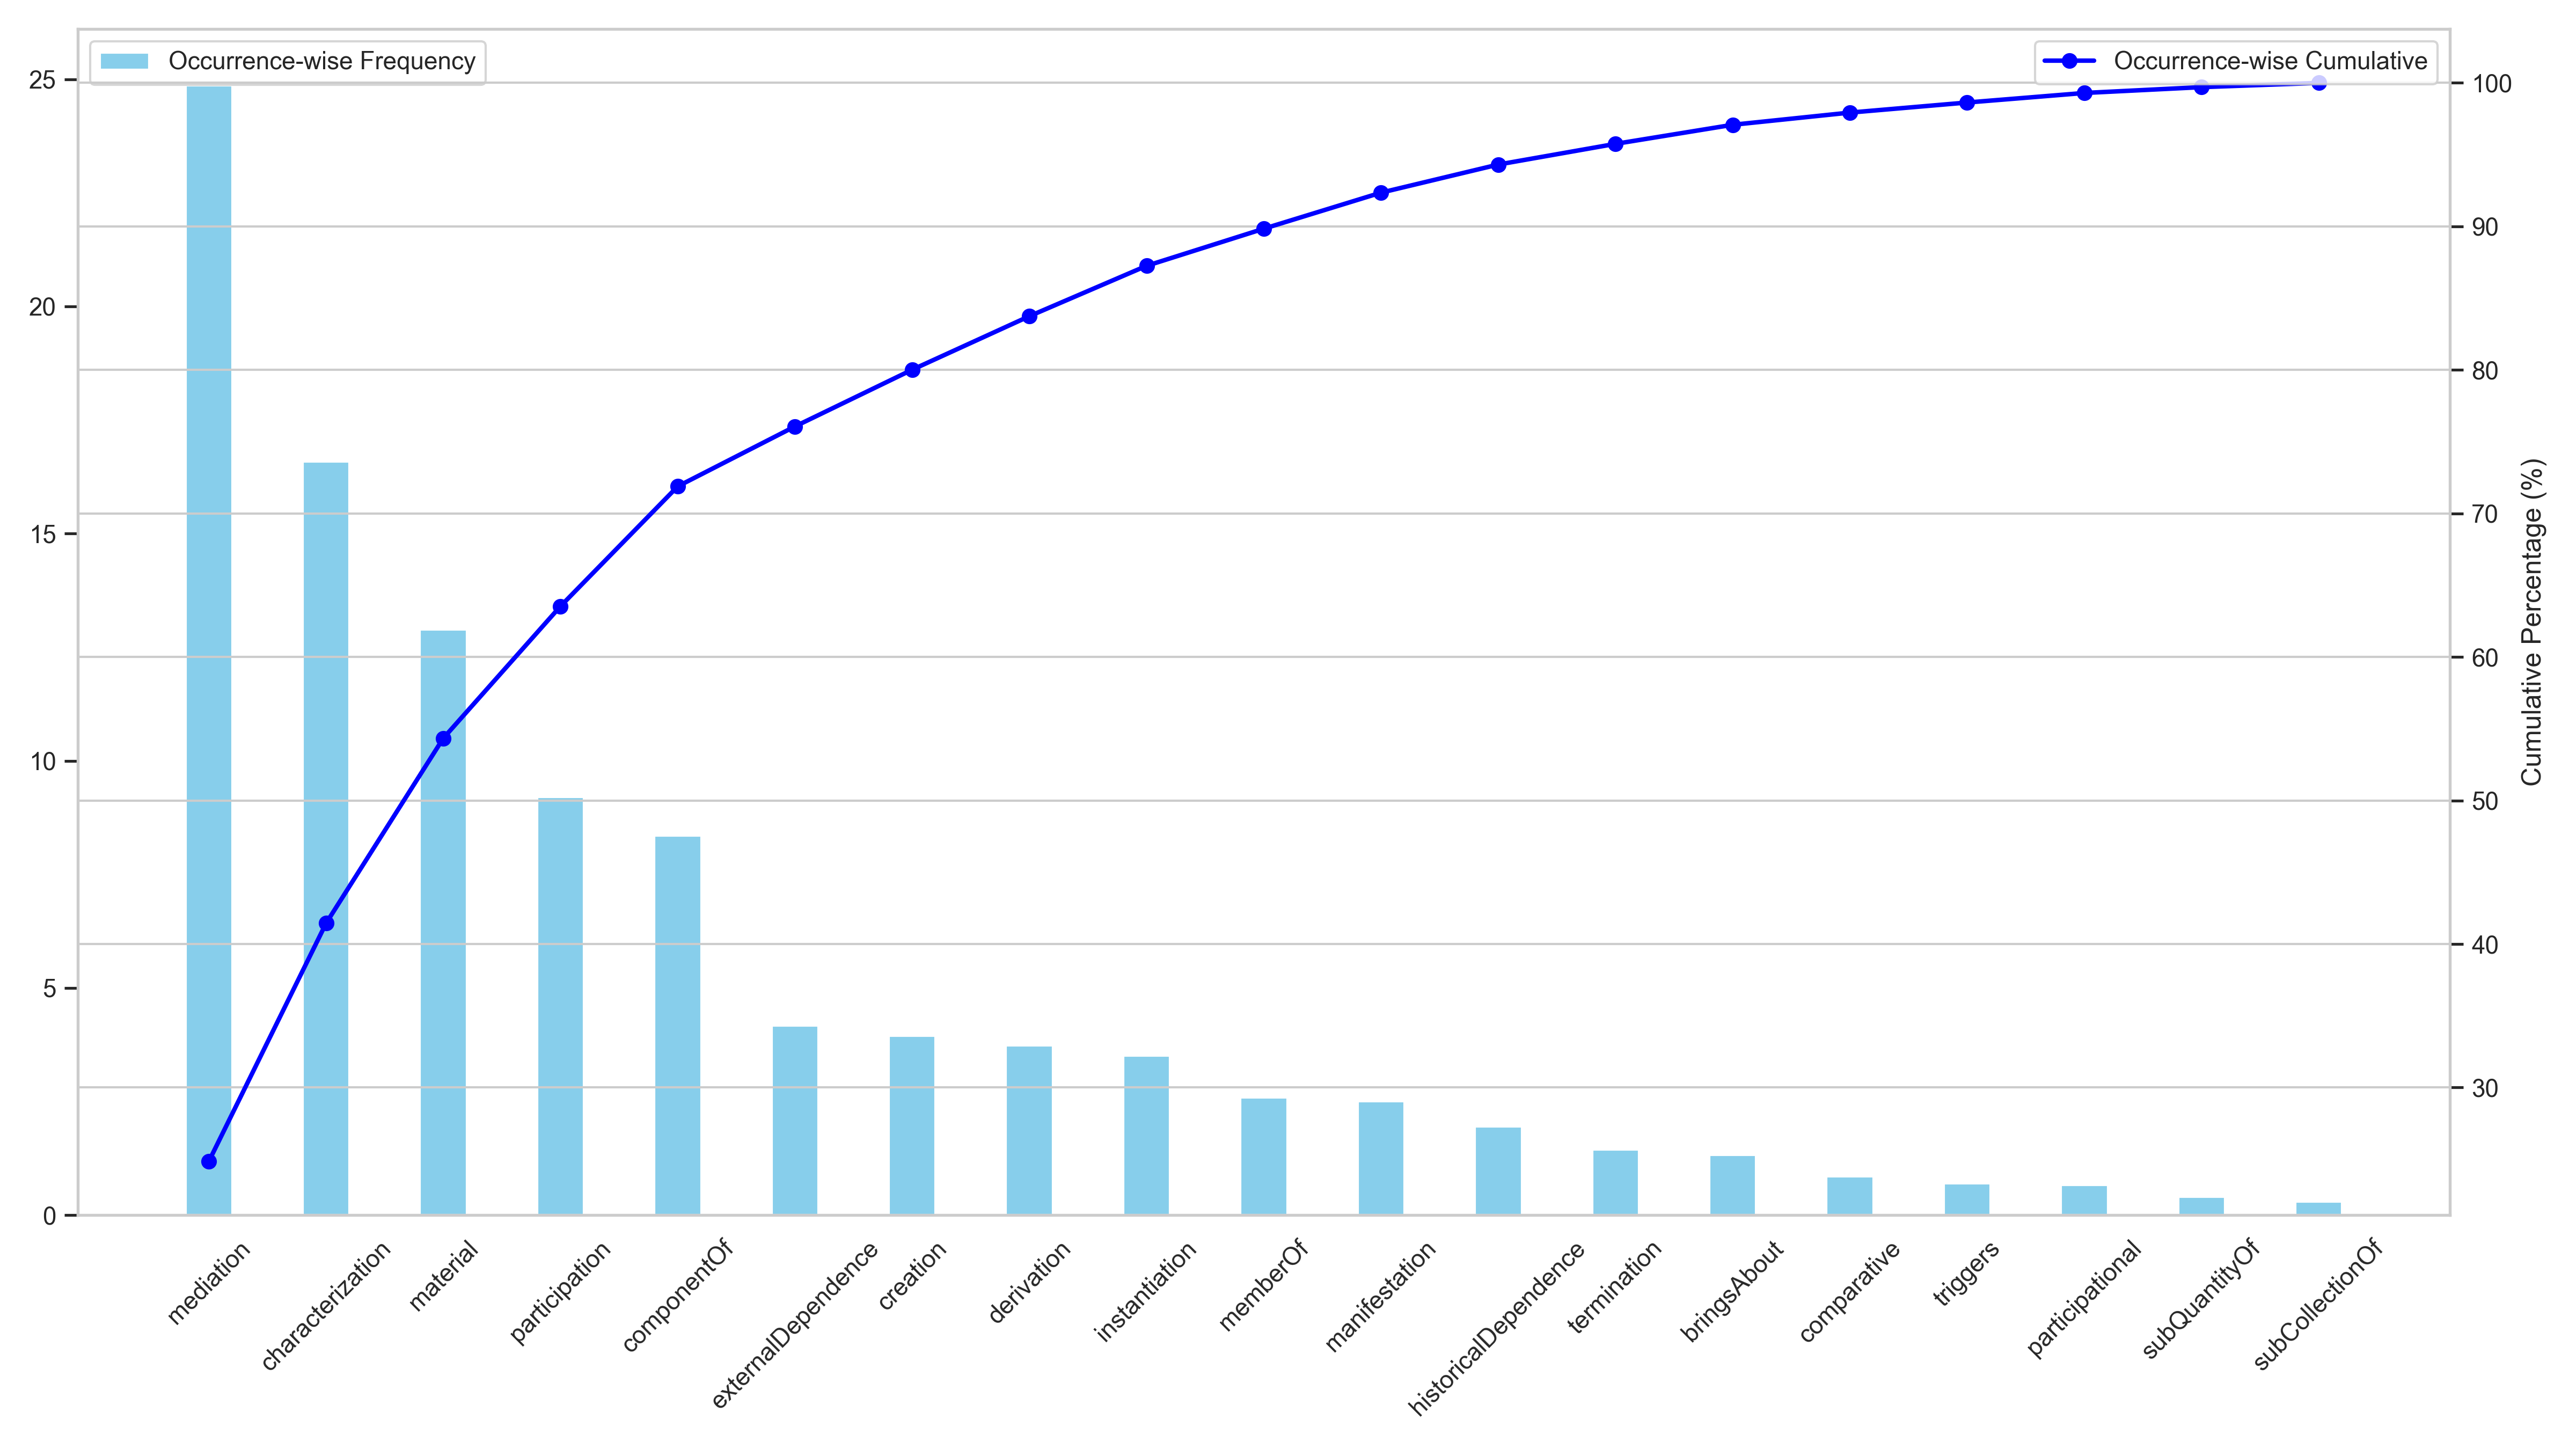 Occurrence-wise Frequency
Occurrence-wise Cumulative
25
20
15
10
5
0
100
90
80
70
60
50
40
30
Cumulative Percentage (%)
mediation
characterization
material
participation
componentOf
externalDependence
creation
derivation
instantiation
memberOf
manifestation
historicalDependence
termination
bringsAbout
comparative
triggers
participational
subQuantityOf
subCollectionOf